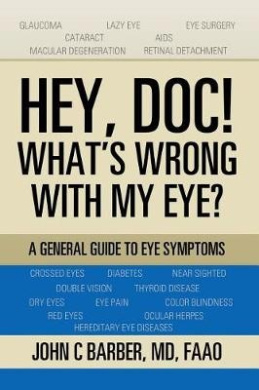 GLAUCOMA LAZY EYE EYE SURGERY
CATARACT AIDS
MACULAR DEGENERATION RETINAL DETACHMENT
HEY, DOC!
WHAT'S WRONG
WITH MY EYE?
A GENERAL GUIDE TO EYE SYMPTOMS
CROSSED EYES DIABETES NEAR SIGHTED
DOUBLE VISION THYROID DISEASE
DRY EYES EYE PAIN COLOR BLINDNESS
RED EYES OCULAR HERPES
HEREDITARY EYE DISEASES
JOHN C BARBER, MD, FAAO